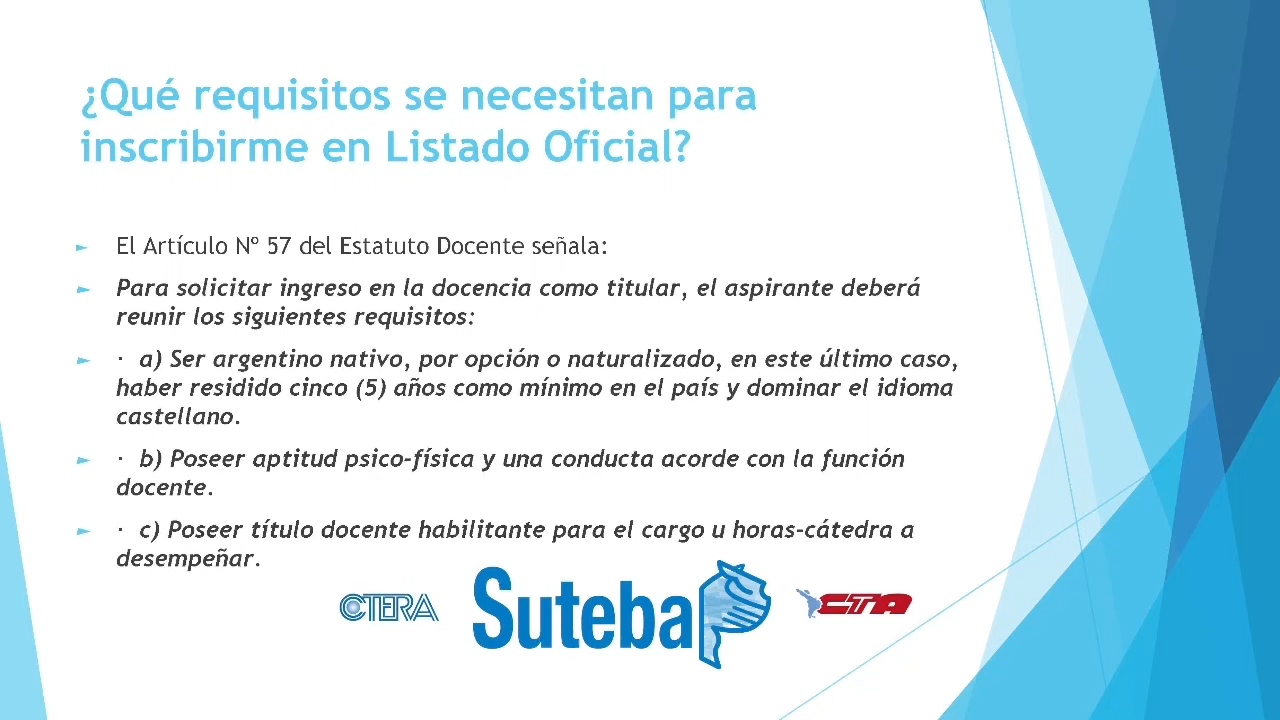 ¿Qué requisitos se necesitan para
inscribirme en Listado Oficial?
El Artículo Nº 57 del Estatuto Docente señala:
Para solicitar ingreso en la docencia como titular, el aspirante deberá
reunir los siguientes requisitos:
· a) Ser argentino nativo, por opción o naturalizado, en este último caso,
haber residido cinco (5) años como mínimo en el país y dominar el idioma
castellano.
· b) Poseer aptitud psico-física y una conducta acorde con la función
docente.
· c) Poseer título docente habilitante para el cargo u horas-cátedra a
desempeñar.
CTERA Suteba CTA